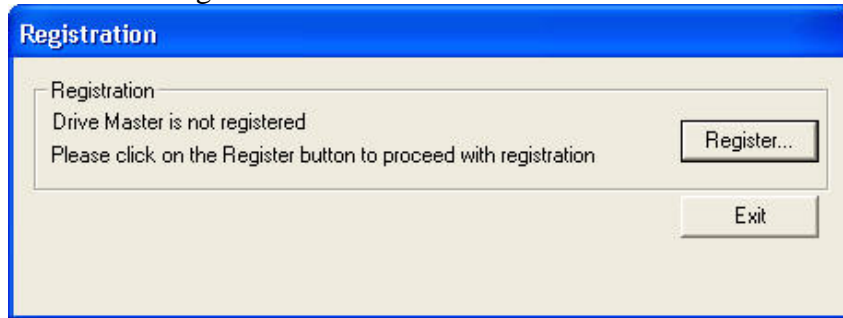 Registration
Registration
Drive Master is not registered
Register...
Please click on the Register button to proceed with registration
Exit